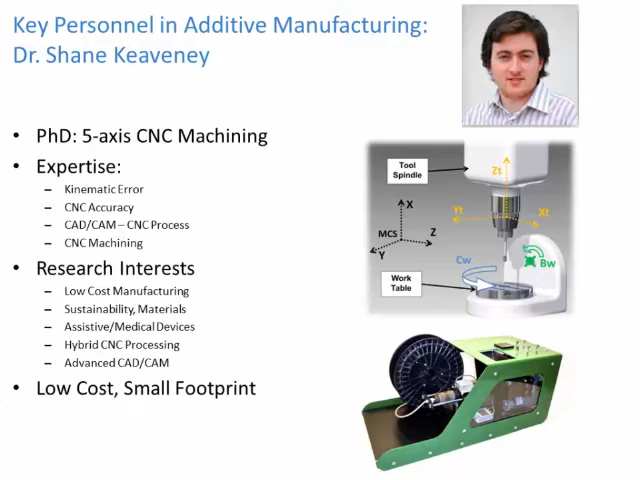 Key Personnel in Additive Manufacturing:
Dr. Shane Keaveney
• PhD: 5-axis CNC Machining
• Expertise:
– Kinematic Error
– CNC Accuracy
– CAD/CAM – CNC Process
– CNC Machining
• Research Interests
– Low Cost Manufacturing
– Sustainability, Materials
– Assistive/Medical Devices
– Hybrid CNC Processing
– Advanced CAD/CAM
• Low Cost, Small Footprint
Tool
Spindle
Zt
Yt
Xt
X
MCS
Z
Y
Cw
Bw
Work
Table